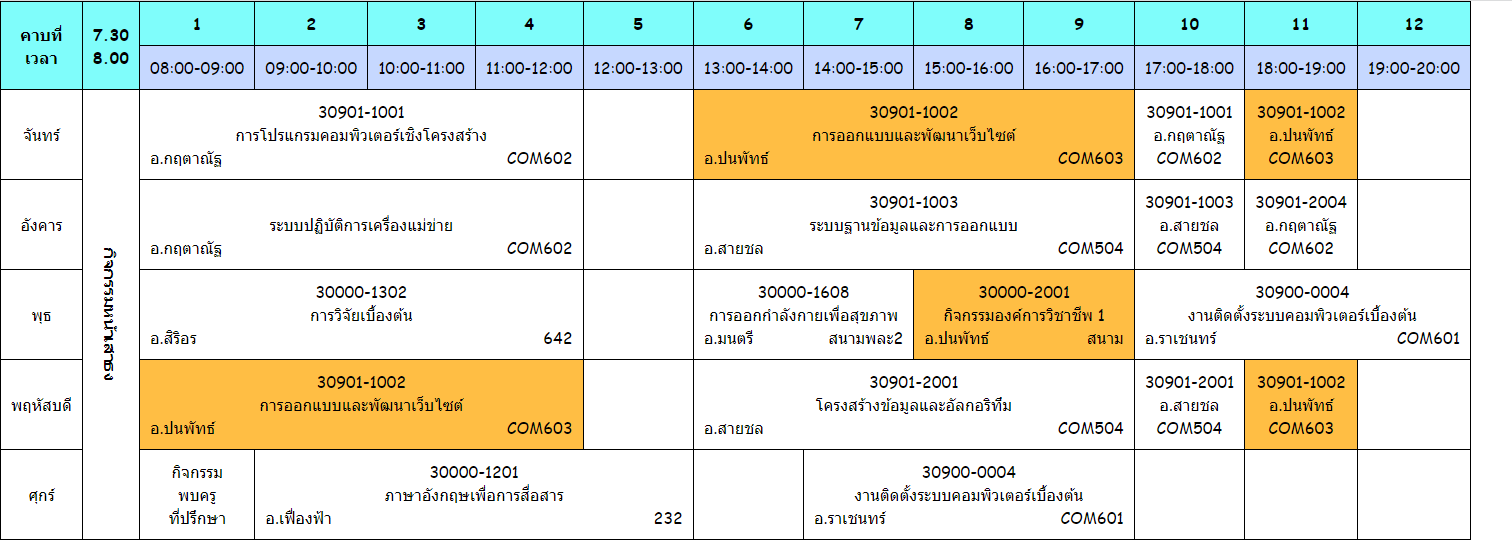 คาบที่
เวลา
7.30
8.00
1 2 3 4 5 6 7 8 9 10 11 12
08:00-09:00 09:00-10:00 10:00-11:00 11:00-12:00 12:00-13:00 13:00-14:00 14:00-15:00 15:00-16:00 16:00-17:00 17:00-18:00 18:00-19:00 19:00-20:00
กิจกรรมหน้าเสาธง
จันทร์
30901-1001
การโปรแกรมคอมพิวเตอร์เชิงโครงสร้าง
อ.กฤตาณัฐ COM602
30901-1002
การออกแบบและพัฒนาเว็บไซต์
อ.ปนพัทธ์ COM603
30901-1001
อ.กฤตาณัฐ
COM602
30901-1002
อ.ปนพัทธ์
COM603
อังคาร
ระบบปฏิบัติการเครื่องแม่ข่าย
อ.กฤตาณัฐ COM602
30901-1003
ระบบฐานข้อมูลและการออกแบบ
อ.สายชล COM504
30901-1003
อ.สายชล
COM504
30901-2004
อ.กฤตาณัฐ
COM602
พุธ
30000-1302
การวิจัยเบื้องต้น
อ.สิริอร 642
30000-1608
การออกกำลังกายเพื่อสุขภาพ
อ.มนตรี สนามพละ2
30000-2001
กิจกรรมองค์การวิชาชีพ 1
อ.ปนพัทธ์ สนาม
30900-0004
งานติดตั้งระบบคอมพิวเตอร์เบื้องต้น
อ.ราเชนทร์ COM601
พฤหัสบดี
30901-1002
การออกแบบและพัฒนาเว็บไซต์
อ.ปนพัทธ์ COM603
30901-2001
โครงสร้างข้อมูลและอัลกอริทึ่ม
อ.สายชล COM504
30901-2001
อ.สายชล
COM504
30901-1002
อ.ปนพัทธ์
COM603
ศุกร์
กิจกรรม
พบครู
ที่ปรึกษา
30000-1201
ภาษาอังกฤษเพื่อการสื่อสาร
อ.เฟื่องฟ้า 232
30900-0004
งานติดตั้งระบบคอมพิวเตอร์เบื้องต้น
อ.ราเชนทร์ COM601